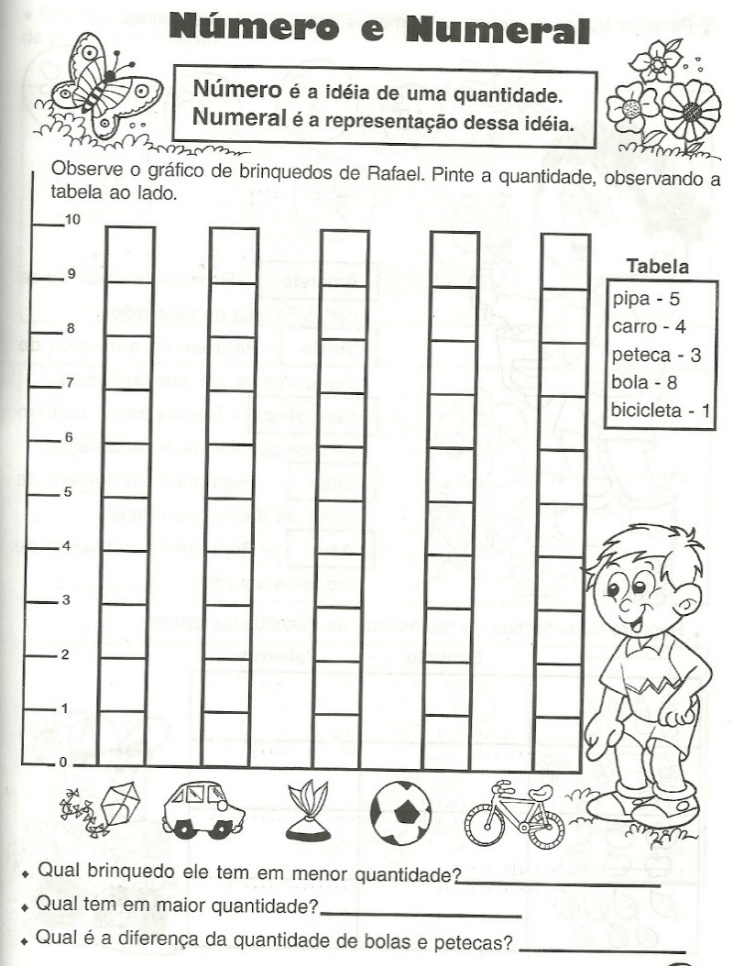 Número e Numeral
Número é a idéia de uma quantidade.
Numeral é a representação dessa idéia.
Observe o gráfico de brinquedos de Rafael. Pinte a quantidade, observando a
tabela ao lado.
10
9
8
7
6
5
4
3
2
1
0
Tabela
pipa - 5
carro - 4
peteca - 3
bola - 8
bicicleta - 1
Qual brinquedo ele tem em menor quantidade?
Qual tem em maior quantidade?
Qual é a diferença da quantidade de bolas e petecas?